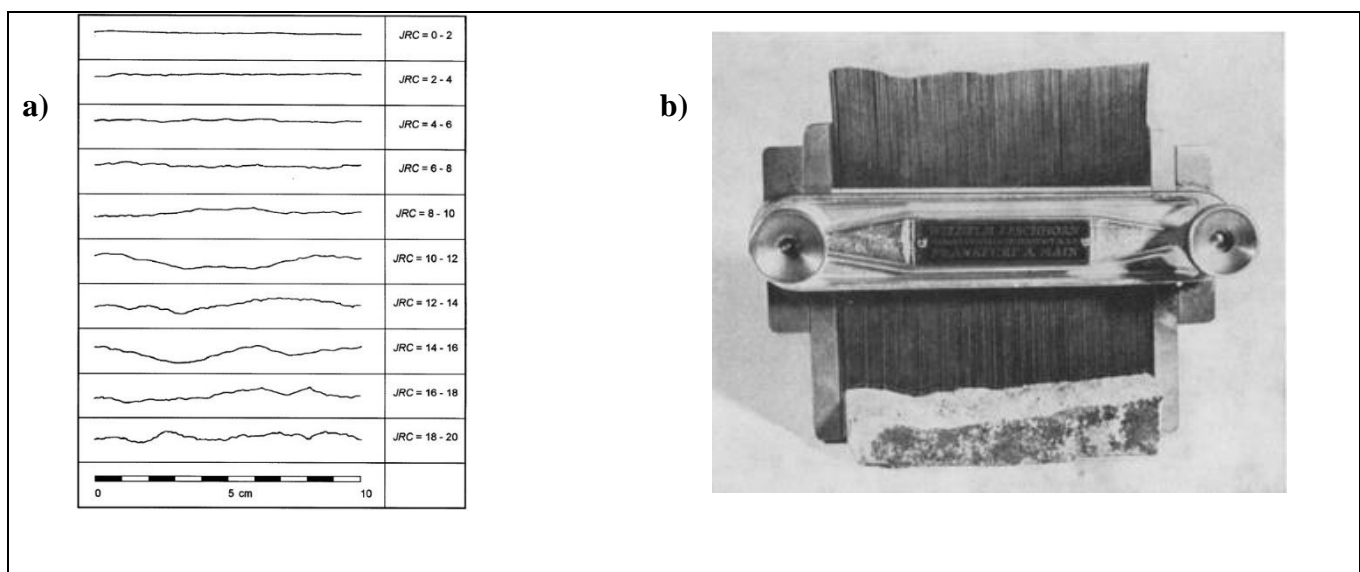 a)
JRC = 0 - 2
JRC = 2 - 4
JRC = 4 - 6
JRC = 6 - 8
JRC = 8 - 10
JRC = 10 - 12
JRC = 12 - 14
JRC = 14 - 16
JRC = 16 - 18
JRC = 18 - 20
0 5 cm 10
b)
FRANKFURT A. MAIN